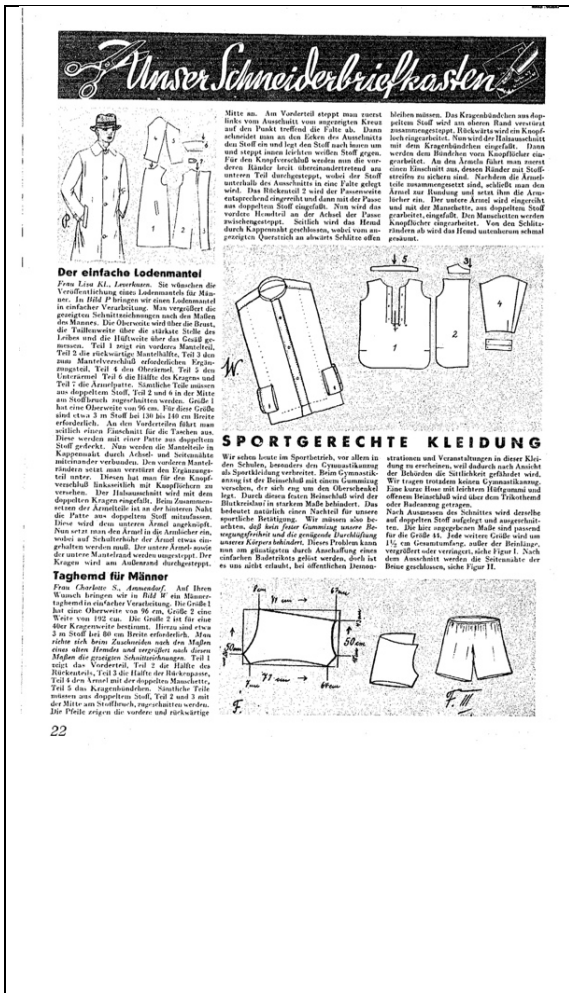 Unser Schneiderbriefkasten
Der einfache Lodenmantel
Frau Lisa Kl., Leverkusen. Sie wünschen die
Veröffentlichung eines Lodenmantels für Män-
ner. In Bild P bringen wir einen Lodenmantel
in einfacher Verarbeitung. Man vergrößert die
gezeigten Schnittzeichnungen nach den Maßen
des Mannes. Die Oberweite wird über die Brust,
die Taillenweite über die stärkste Stelle des
Leibes und die Hüftweite über das Gesäß ge-
messen. Teil 1 zeigt ein vorderes Mantelteil,
Teil 2 die rückwärtige Mantelhälfte, Teil 3 den
zum Mantelverschluß erforderlichen Ergän-
zungsteil, Teil 4 den Oberärmel, Teil 5 den
Unterärmel Teil 6 die Hälfte des Kragens und
Teil 7 die Ärmelpatte. Sämtliche Teile müssen
aus doppeltem Stoff, Teil 2 und 6 in der Mitte
am Stoffbruch zugeschnitten werden. Größe 1
hat eine Oberweite von 96 cm. Für diese Größe
sind etwa 3 m Stoff bei 130 bis 140 cm Breite
erforderlich. An den Vorderteilen führt man
seitlich einen Einschnitt für die Taschen aus.
Diese werden mit einer Patte aus doppeltem
Stoff gedeckt. Nun werden die Mantelteile in
Kappennaht durch Achsel- und Seitennähte
miteinander verbunden. Den vorderen Mantel-
rändern setzt man verstürzt den Ergänzungs-
teil unter. Diesen hat man für den Knopf-
verschluß linksseitig mit Knopflöchern zu
versehen. Der Halsausschnitt wird mit dem
doppelten Kragen eingefaßt. Beim Zusammen-
setzen der Ärmelteile ist an der hinteren Naht
die Patte aus doppeltem Stoff mitzufassen.
Diese wird dem unteren Ärmel angeknöpft.
Nun setzt man den Ärmel in die Armlöcher ein,
wobei auf Schulterhöhe der Ärmel etwas ein-
gehalten werden muß. Der untere Ärmel- sowie
der untere Mantelrand werden umgesteppt. Der
Kragen wird am Außenrand durchgesteppt.
Taghemd für Männer
Frau Charlotte S., Ammendorf. Auf Ihren
Wunsch bringen wir in Bild W ein Männer-
taghemd in einfacher Verarbeitung. Die Größe 1
hat eine Oberweite von 96 cm, Größe 2 eine
Weite von 192 cm. Die Größe 2 ist für eine
40er Kragenweite bestimmt. Hierzu sind etwa
3 m Stoff bei 80 cm Breite erforderlich. Man
richte sich beim Zuschneiden nach den Maßen
eines alten Hemdes und vergrößert nach diesen
Maßen die gezeigten Schnittzeichnungen. Teil 1
zeigt das Vorderteil, Teil 2 die Hälfte des
Rückenteils, Teil 3 die Hälfte der Rückenpasse,
Teil 4 den Ärmel mit der doppelten Manschette,
Teil 5 das Kragenbündchen. Sämtliche Teile
müssen aus doppeltem Stoff, Teil 2 und 3 mit
der Mitte am Stoffbruch, zugeschnitten werden.
Die Pfeile zeigen die vordere und rückwärtige
Mitte an. Am Vorderteil steppt man zuerst
links vom Ausschnitt vom angezeigten Kreuz
auf den Punkt treffend die Falte ab. Dann
schneidet man an den Ecken des Ausschnitts
den Stoff ein und legt den Stoff nach innen um
und steppt innen leichten weißen Stoff gegen.
Für den Knopfverschluß werden nun die vor-
deren Ränder breit übereinandertretend am
unteren Teil durchgesteppt, wobei der Stoff
unterhalb des Ausschnitts in eine Falte gelegt
wird. Das Rückenteil 2 wird der Passenweite
entsprechend eingereiht und dann mit der Passe
aus doppeltem Stoff eingefaßt. Nun wird das
vordere Hemdteil an der Achsel der Passe
zwischengesteppt. Seitlich wird das Hemd
durch Kappennaht geschlossen, wobei vom an-
gezeigten Querstrich an abwärts Schlitze offen
bleiben müssen. Das Kragenbündchen aus dop-
peltem Stoff wird am oberen Rand verstürzt
zusammengesteppt. Rückwärts wird ein Knopf-
loch eingearbeitet. Nun wird der Halsausschnitt
mit dem Kragenbündchen eingefaßt. Dann
werden dem Bündchen vorn Knopflöcher ein-
gearbeitet. An den Ärmeln führt man zuerst
einen Einschnitt aus, dessen Ränder mit Stoff-
streifen zu sichern sind. Nachdem die Ärmel-
teile zusammengesetzt sind, schließt man den
Ärmel zur Rundung und setzt ihm die Arm-
löcher ein. Der untere Ärmel wird eingereiht
und mit der Manschette, aus doppeltem Stoff
gearbeitet, eingefaßt. Den Manschetten werden
Knopflöcher eingearbeitet. Von den Schlitz-
rändern ab wird das Hemd untenherum schmal
gesäumt.
W
1
2
3
4
5
SPORTGERECHTE KLEIDUNG
Wir sehen heute im Sportbetrieb, vor allem in
den Schulen, besonders den Gymnastikanzug
als Sportkleidung verbreitet. Beim Gymnastik-
anzug ist der Beinschluß mit einem Gummizug
versehen, der sich eng um den Oberschenkel
legt. Durch diesen festen Beinschluß wird der
Blutkreislauf in starkem Maße behindert. Das
bedeutet natürlich einen Nachteil für unsere
sportliche Betätigung. Wir müssen also be-
achten, daß kein fester Gummizug unsere Be-
wegungsfreiheit und die genügende Durchlüftung
unseres Körpers behindert. Dieses Problem kann
nun am günstigsten durch Anschaffung eines
einfachen Badetrikots gelöst werden, doch ist
es uns nicht erlaubt, bei öffentlichen Demon-
strationen und Veranstaltungen in dieser Klei-
dung zu erscheinen, weil dadurch nach Ansicht
der Behörden die Sittlichkeit gefährdet wird.
Wir tragen trotzdem keinen Gymnastikanzug.
Eine kurze Hose mit leichtem Hüftgummi und
offenem Beinschluß wird über dem Trikothemd
oder Badeanzug getragen.
Nach Ausmessen des Schnittes wird derselbe
auf doppelten Stoff aufgelegt und ausgeschnit-
ten. Die hier angegebenen Maße sind passend
für die Größe 44. Jede weitere Größe wird um
1½ cm Gesamtumfang, außer der Beinlänge,
vergrößert oder verringert, siehe Figur I. Nach
dem Ausschnitt werden die Seitennähte der
Beine geschlossen, siehe Figur II.
F.
F. III
22